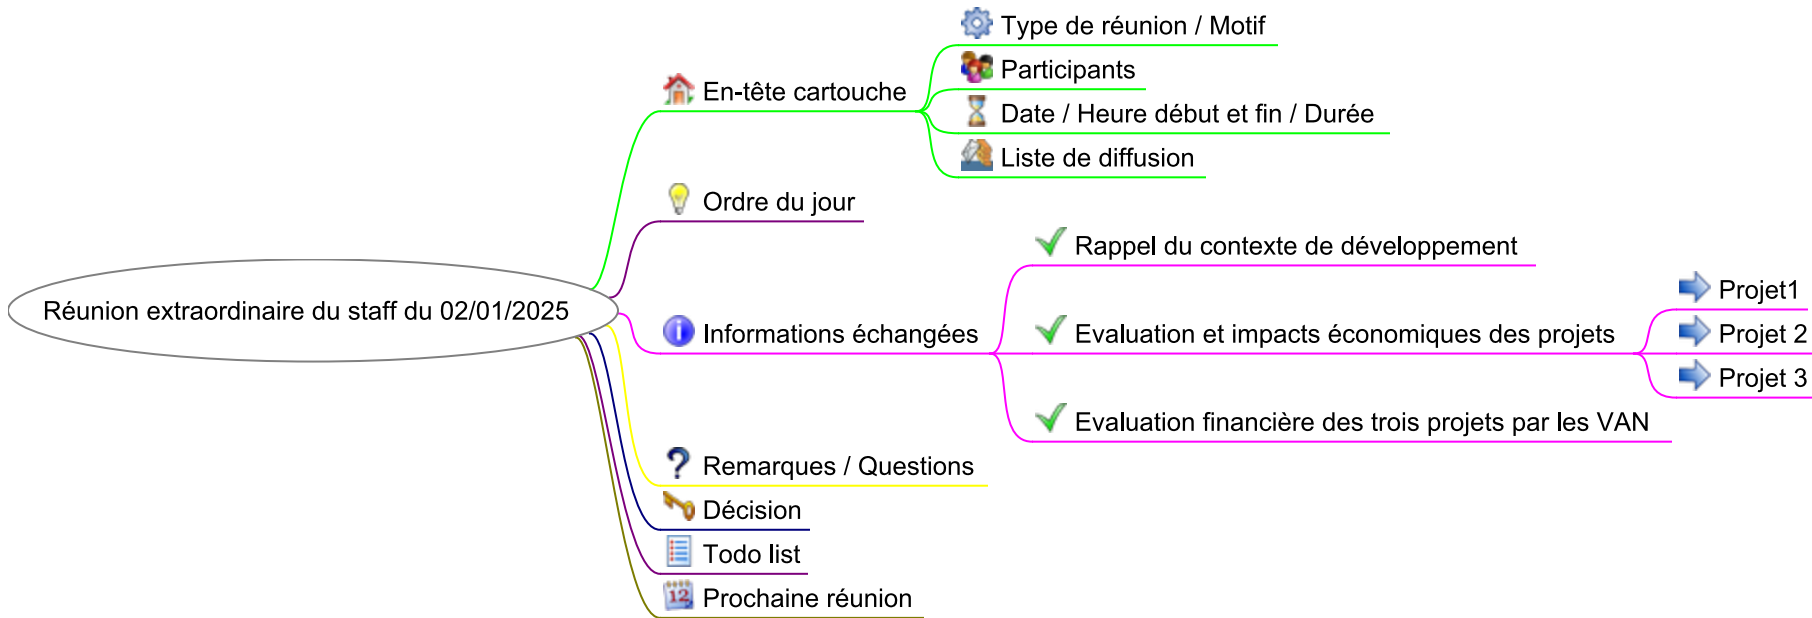 Réunion extraordinaire du staff du 02/01/2025
En-tête cartouche
Type de réunion / Motif
Participants
Date / Heure début et fin / Durée
Liste de diffusion
Ordre du jour
Informations échangées
Rappel du contexte de développement
Evaluation et impacts économiques des projets
Projet1
Projet 2
Projet 3
Evaluation financière des trois projets par les VAN
Remarques / Questions
Décision
Todo list
12
Prochaine réunion